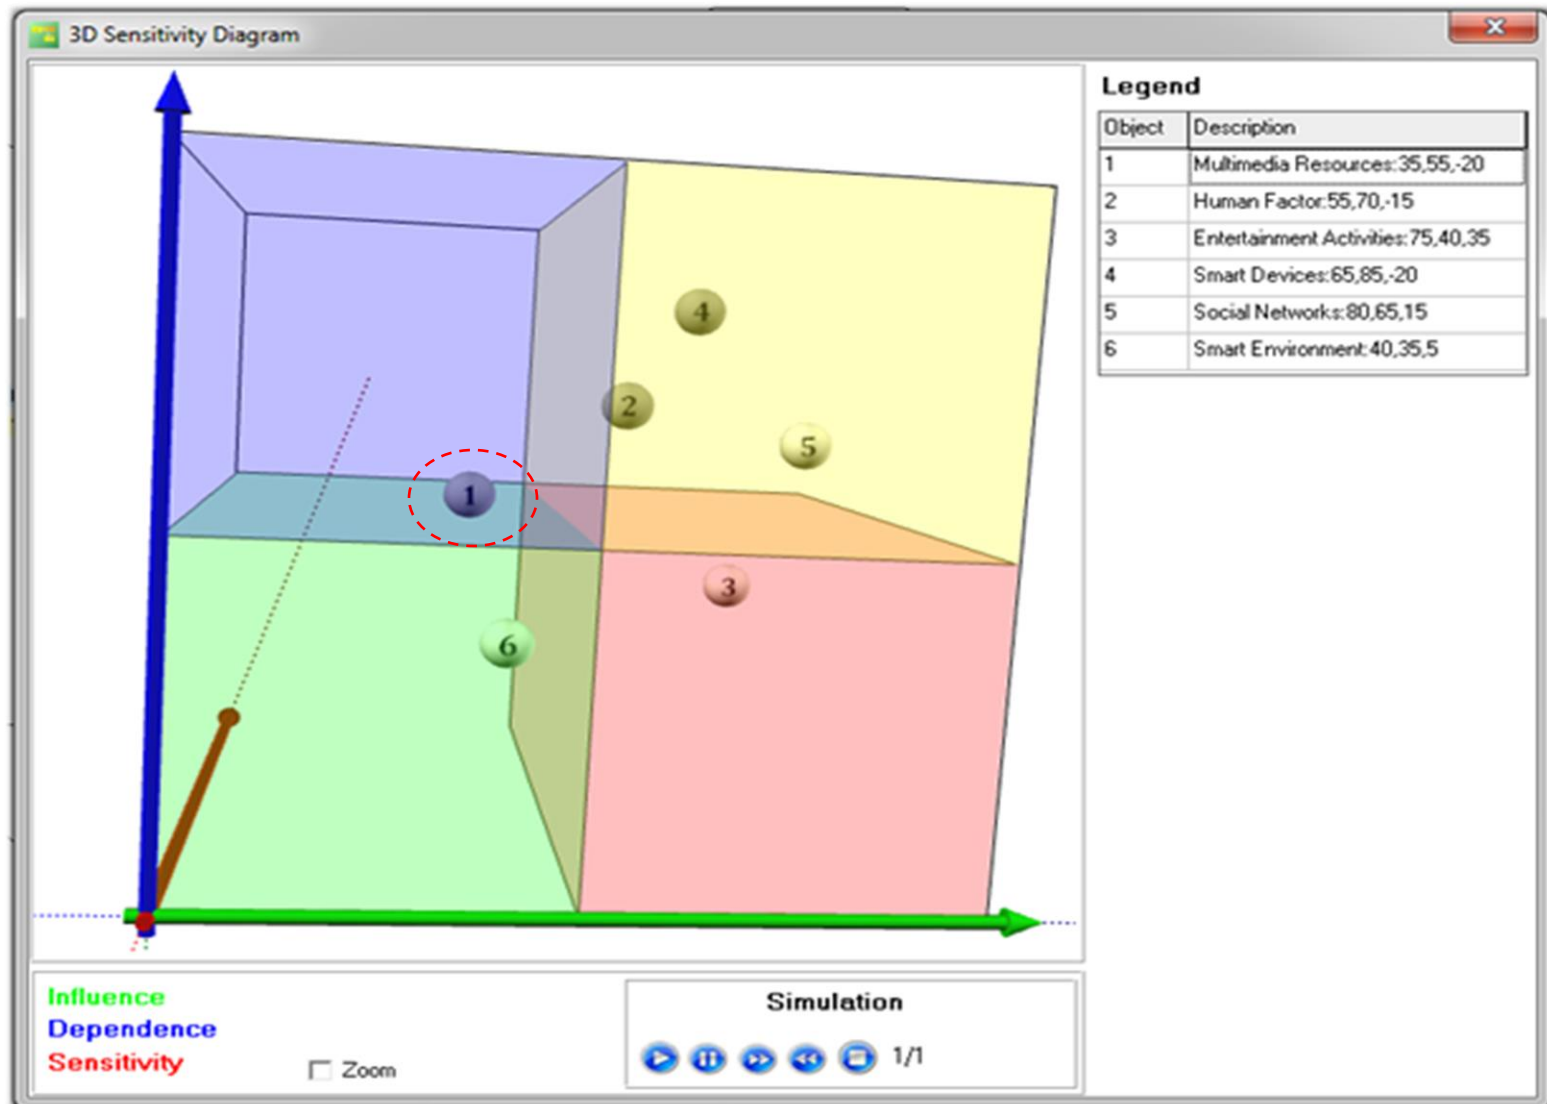 3D Sensitivity Diagram
Legend
Object Description
1 Multimedia Resources:35,55,-20
2 Human Factor:55,70,-15
3 Entertainment Activities:75,40,35
4 Smart Devices:65,85,-20
5 Social Networks:80,65,15
6 Smart Environment:40,35,5
4
2
5
1
3
6
Influence
Dependence
Sensitivity
Zoom
Simulation
1/1